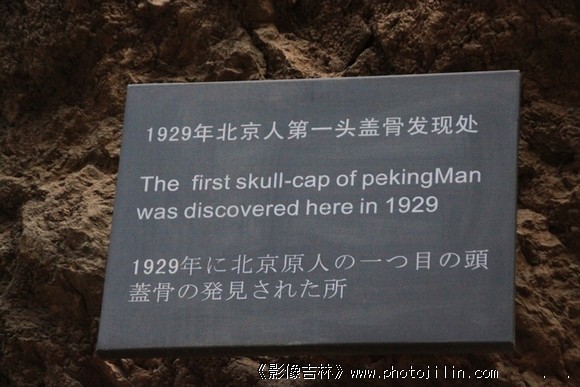 1929年北京人第一头盖骨发现处
The first skull-cap of pekingMan
was discovered here in 1929
1929年に北京原人の一つ目の頭
蓋骨の発見された所
《影像吉林》www.photojilin.com